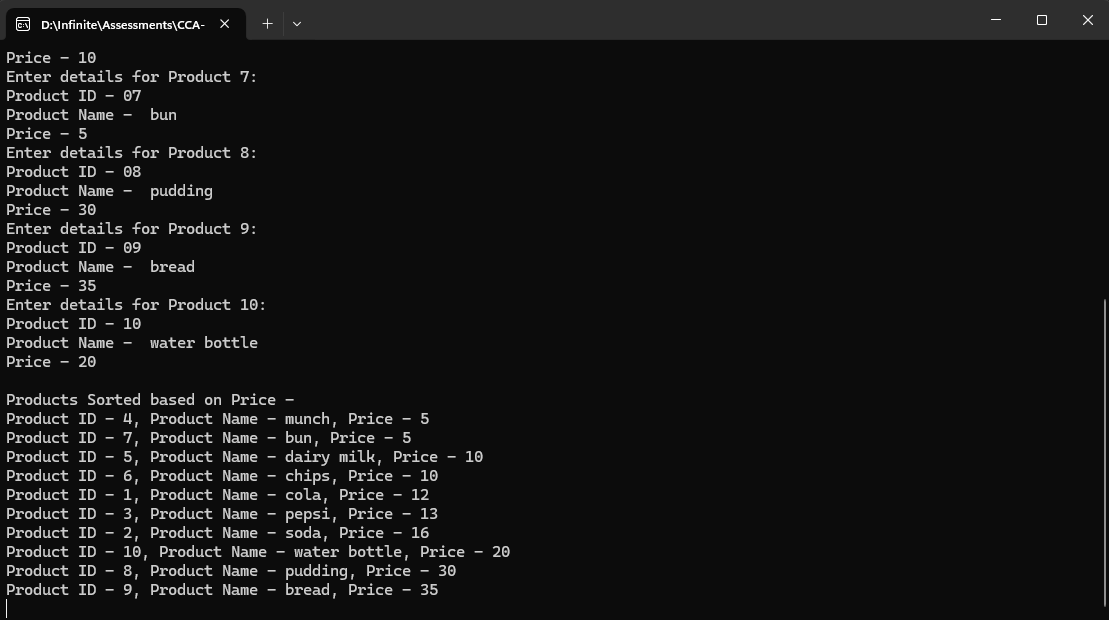 D:\Infinite\Assessments\CCA-
Price - 10
Enter details for Product 7:
Product ID - 07
Product Name -  bun
Price - 5
Enter details for Product 8:
Product ID - 08
Product Name -  pudding
Price - 30
Enter details for Product 9:
Product ID - 09
Product Name -  bread
Price - 35
Enter details for Product 10:
Product ID - 10
Product Name -  water bottle
Price - 20

Products Sorted based on Price -
Product ID - 4, Product Name - munch, Price - 5
Product ID - 7, Product Name - bun, Price - 5
Product ID - 5, Product Name - dairy milk, Price - 10
Product ID - 6, Product Name - chips, Price - 10
Product ID - 1, Product Name - cola, Price - 12
Product ID - 3, Product Name - pepsi, Price - 13
Product ID - 2, Product Name - soda, Price - 16
Product ID - 10, Product Name - water bottle, Price - 20
Product ID - 8, Product Name - pudding, Price - 30
Product ID - 9, Product Name - bread, Price - 35